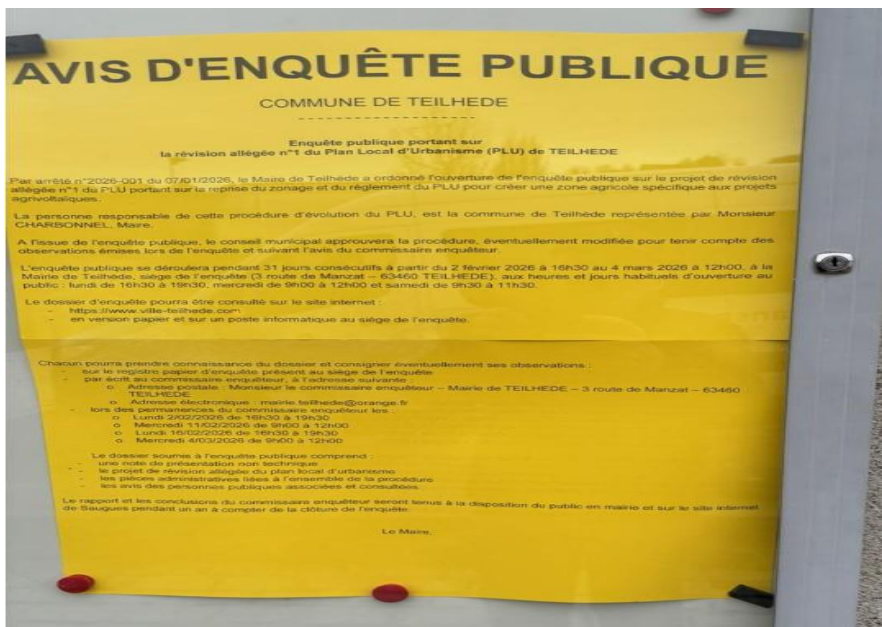 AVIS D'ENQUÊTE PUBLIQUE
COMMUNE DE TEILHEDE
Enquête publique portant sur
la révision allégée n°1 du Plan Local d'Urbanisme (PLU) de TEILHEDE
Par arrêté n°2026-001 du 07/01/2026, le Maire de Teilhède a ordonné l'ouverture de l'enquête publique sur le projet de révision
allégée n°1 du PLU portant sur la reprise du zonage et du règlement du PLU pour créer une zone agricole spécifique aux projets
agrivoltaïques.
La personne responsable de cette procédure d'évolution du PLU, est la commune de Teilhède représentée par Monsieur
CHARBONNEL, Maire.
A l'issue de l'enquête publique, le conseil municipal approuvera la procédure, éventuellement modifiée pour tenir compte des
observations émises lors de l'enquête et suivant l'avis du commissaire enquêteur.
L'enquête publique se déroulera pendant 31 jours consécutifs à partir du 2 février 2026 à 16h30 au 4 mars 2026 à 12h00, à la
Mairie de Teilhède, siège de l'enquête (3 route de Manzat – 63460 TEILHEDE), aux heures et jours habituels d'ouverture au
public : lundi de 16h30 à 19h30, mercredi de 9h00 à 12h00 et samedi de 9h30 à 11h30.
Le dossier d'enquête pourra être consulté sur le site internet :
- https://www.ville-teilhede.com
- en version papier et sur un poste informatique au siège de l'enquête.
Chacun pourra prendre connaissance du dossier et consigner éventuellement ses observations :
- sur le registre papier d'enquête présent au siège de l'enquête
- par écrit au commissaire enquêteur, à l'adresse suivante :
o Adresse postale : Monsieur le commissaire enquêteur – Mairie de TEILHEDE – 3 route de Manzat – 63460
TEILHEDE
o Adresse électronique : mairie.teilhede@orange.fr
- lors des permanences du commissaire enquêteur les :
o Lundi 2/02/2026 de 16h30 à 19h30
o Mercredi 11/02/2026 de 9h00 à 12h00
o Lundi 16/02/2026 de 16h30 à 19h30
o Mercredi 4/03/2026 de 9h00 à 12h00
Le dossier soumis à l'enquête publique comprend :
- une note de présentation non technique
- le projet de révision allégée du plan local d'urbanisme
- les pièces administratives liées à l'ensemble de la procédure
- les avis des personnes publiques associées et consultées.
Le rapport et les conclusions du commissaire enquêteur seront tenus à la disposition du public en mairie et sur le site internet
de Saugues pendant un an à compter de la clôture de l'enquête.
Le Maire,